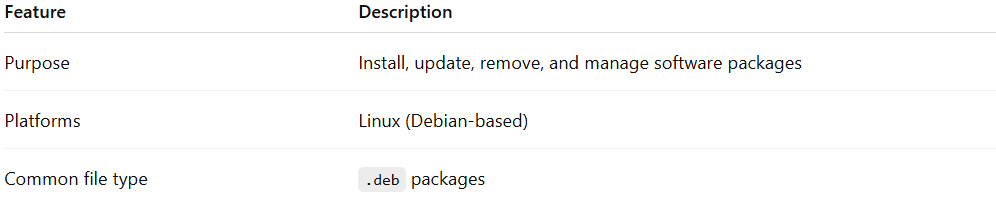 Feature Description
Purpose Install, update, remove, and manage software packages
Platforms Linux (Debian-based)
Common file type .deb packages